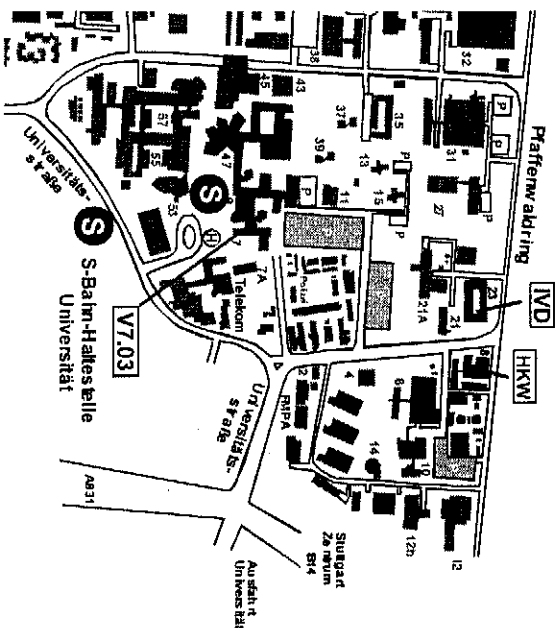 Pfaffenwaldring
IVD
HKW
V7.03
S-Bahn-Haltestelle
Universität
S
S
H
Universitäts-
straße
Universitäts-
straße
Telekom
7A
7
Stuttgart
Zentrum
B14
Ausfahrt
Universität
A831
RMPA
32
38
31
27
23
21
21A
35
37
39
13
15
11
43
45
47
57
55
53
P
P
P
P
P
P
2
4
6
8
10
14
12
12b